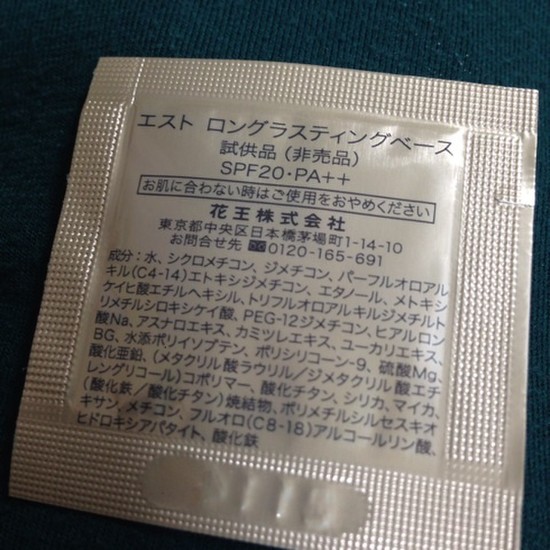 エスト ロングラスティングベース
試供品(非売品)
SPF20・PA++
お肌に合わない時はご使用をおやめください
花王株式会社
東京都中央区日本橋茅場町1-14-10
お問合せ先 0120-165-691
成分:水、シクロメチコン、ジメチコン、パーフルオロアル
キル(C4-14)エトキシジメチコン、エタノール、メトキシ
ケイヒ酸エチルヘキシル、トリフルオロアルキルジメチルト
リメチルシロキシケイ酸、PEG-12ジメチコン、ヒアルロン
酸Na、アスナロエキス、カミツレエキス、ユーカリエキス、
BG、水添ポリイソブテン、ポリシリコーン-9、硫酸Mg、
酸化亜鉛、(メタクリル酸ラウリル/ジメタクリル酸エチ
レングリコール)コポリマー、酸化チタン、シリカ、マイカ、
(酸化鉄/酸化チタン)焼結物、ポリメチルシルセスキオ
キサン、メチコン、フルオロ(C8-18)アルコールリン酸、
ヒドロキシアパタイト、酸化鉄